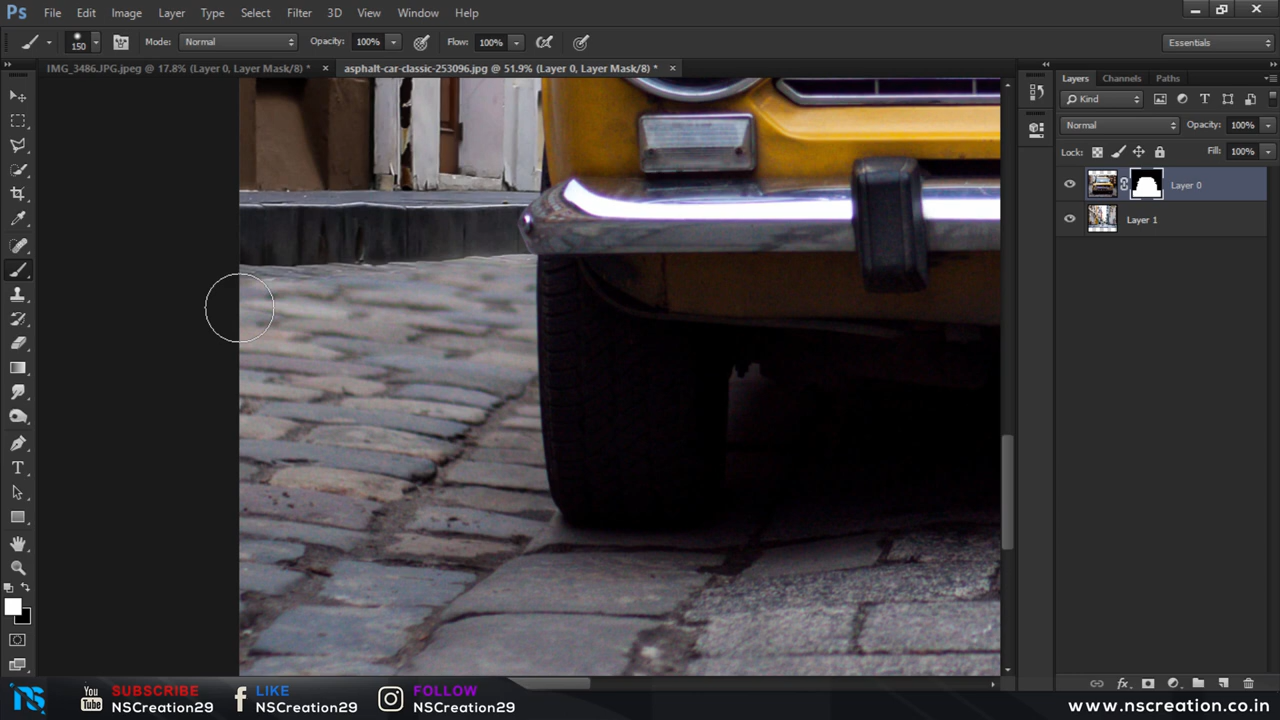 Ps File Edit Image Layer Type Select Filter 3D View Window Help
150 Mode: Normal Opacity: 100% Flow: 100% Essentials
IMG_3486.JPG.jpeg @ 17.8% (Layer 0, Layer Mask/8) * × asphalt-car-classic-253096.jpg @ 51.9% (Layer 0, Layer Mask/8) * ×
Layers Channels Paths
Kind
Normal Opacity: 100%
Lock: Fill: 100%
Layer 0
Layer 1
You Tube SUBSCRIBE NSCreation29
LIKE NSCreation29
FOLLOW NSCreation29
www.nscreation.co.in